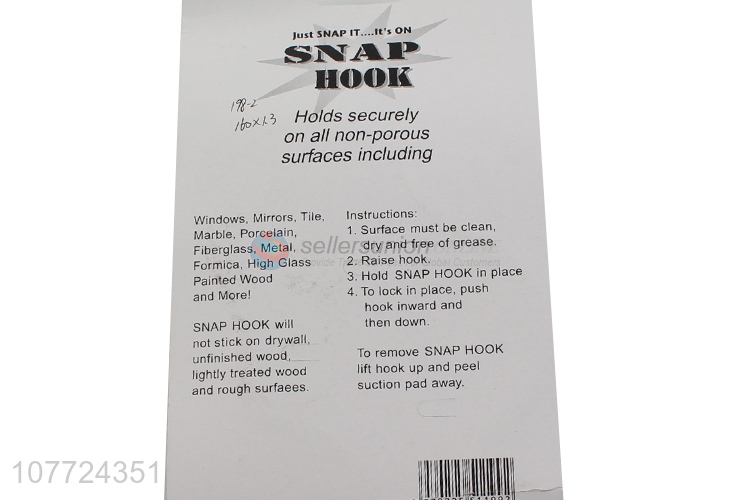 Just SNAP IT....It's ON
SNAP
HOOK
198-2
160x1.3
Holds securely
on all non-porous
surfaces including
Windows, Mirrors, Tile,
Marble, Porcelain,
Fiberglass, Metal,
Formica, High Glass
Painted Wood
and More!
SNAP HOOK will
not stick on drywall,
unfinished wood,
lightly treated wood
and rough surfaees.
Instructions:
1. Surface must be clean,
dry and free of grease.
2. Raise hook.
3. Hold SNAP HOOK in place
4. To lock in place, push
hook inward and
then down.
To remove SNAP HOOK
lift hook up and peel
suction pad away.
sellersunion
107724351